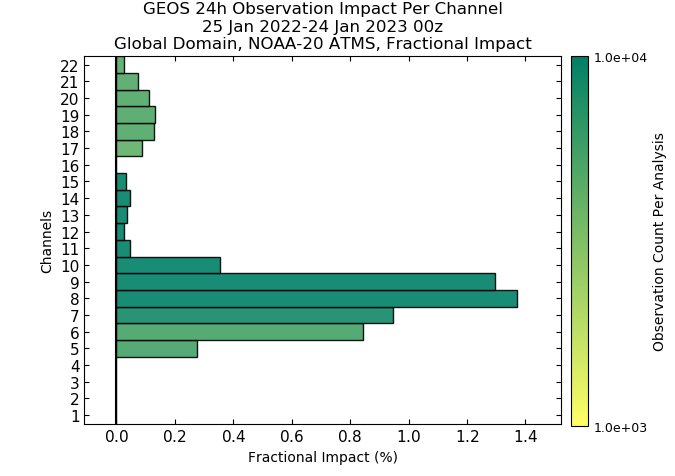 GEOS 24h Observation Impact Per Channel
25 Jan 2022-24 Jan 2023 00z
Global Domain, NOAA-20 ATMS, Fractional Impact
22
21
20
19
18
17
16
15
14
13
12
11
10
9
8
7
6
5
4
3
2
1
Channels
0.0 0.2 0.4 0.6 0.8 1.0 1.2 1.4
Fractional Impact (%)
1.0e+04
1.0e+03
Observation Count Per Analysis